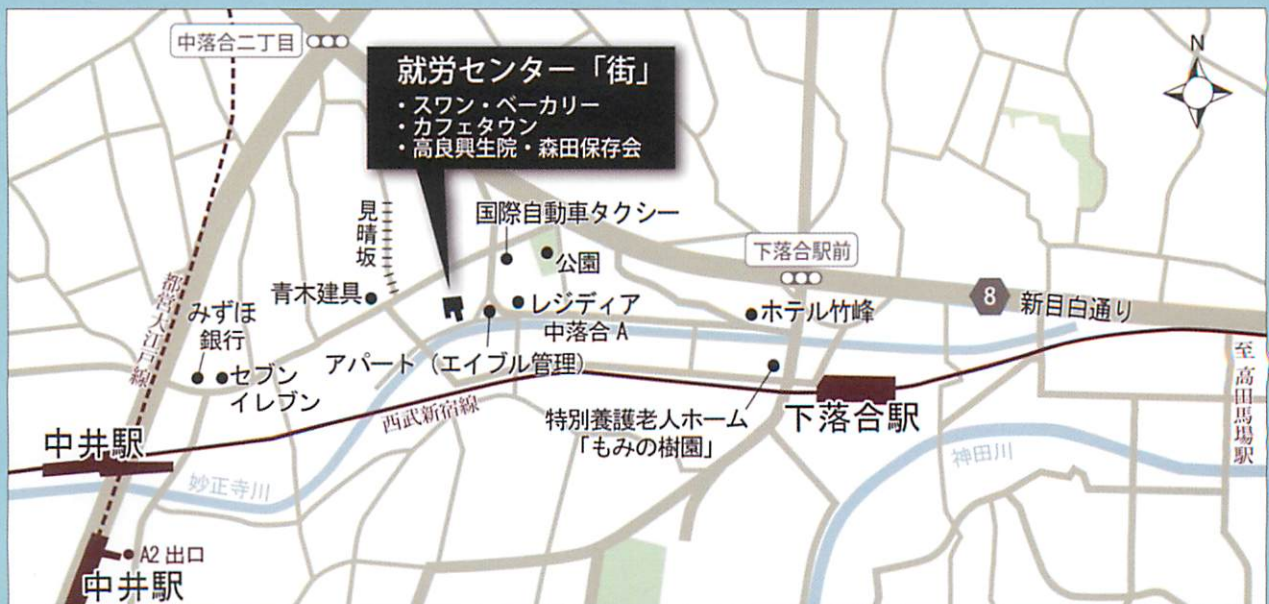 中落合二丁目
就労センター「街」
・スワン・ベーカリー
・カフェタウン
・高良興生院・森田保存会
N
見晴坂
国際自動車タクシー
公園
下落合駅前
青木建具
レジディア
中落合A
ホテル竹峰
8
新目白通り
都営大江戸線
みずほ
銀行
セブン
イレブン
アパート（エイブル管理）
西武新宿線
特別養護老人ホーム
「もみの樹園」
下落合駅
至高田馬場駅
中井駅
妙正寺川
神田川
A2出口
中井駅